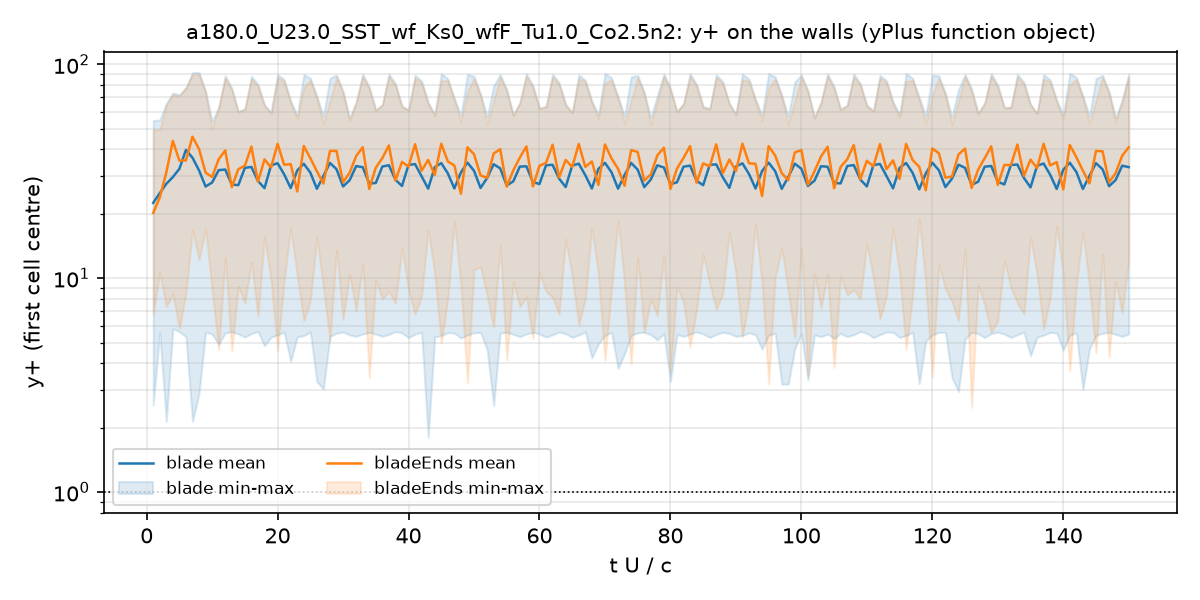 a180.0_U23.0_SST_wf_Ks0_wfF_Tu1.0_Co2.5n2: y+ on the walls (yPlus function object)
y+ (first cell centre)
10²
10¹
10⁰
blade mean
blade min-max
bladeEnds mean
bladeEnds min-max
0 20 40 60 80 100 120 140
t U / c